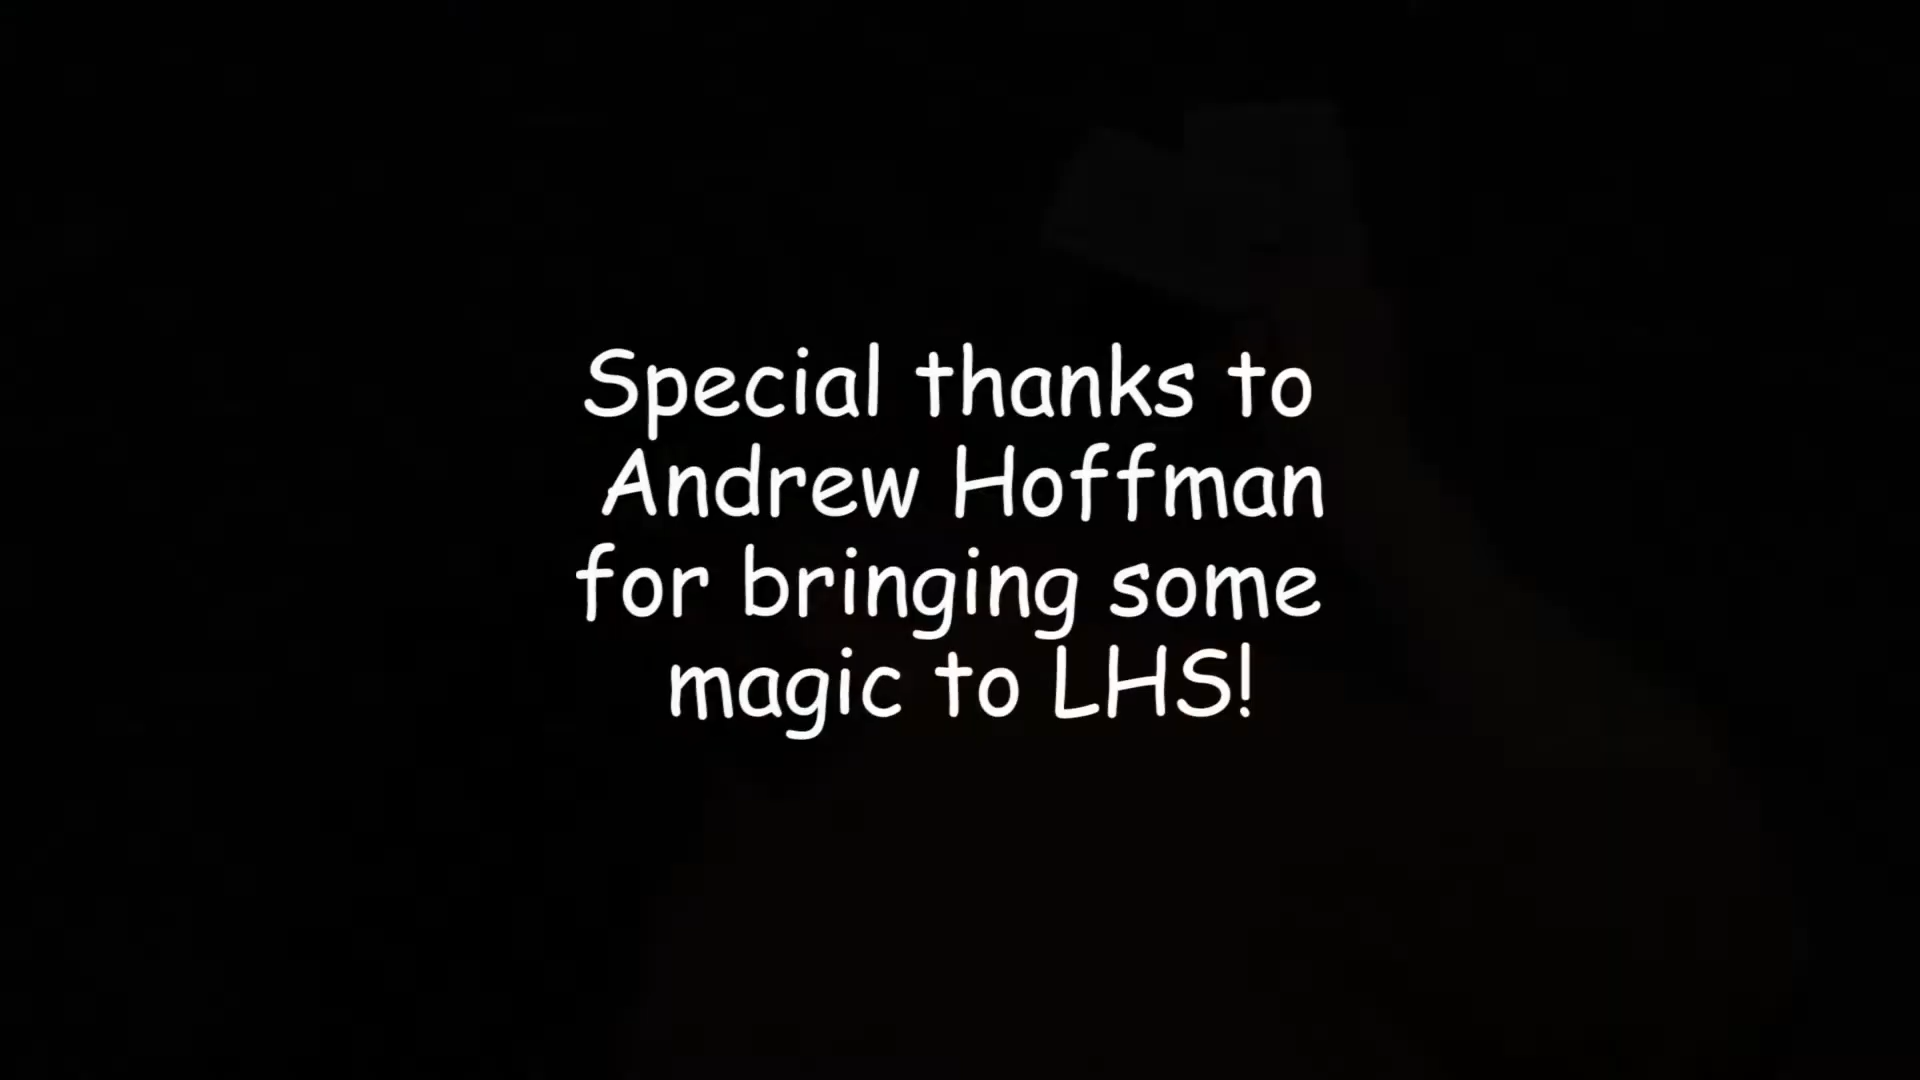 Special thanks to
Andrew Hoffman
for bringing some
magic to LHS!